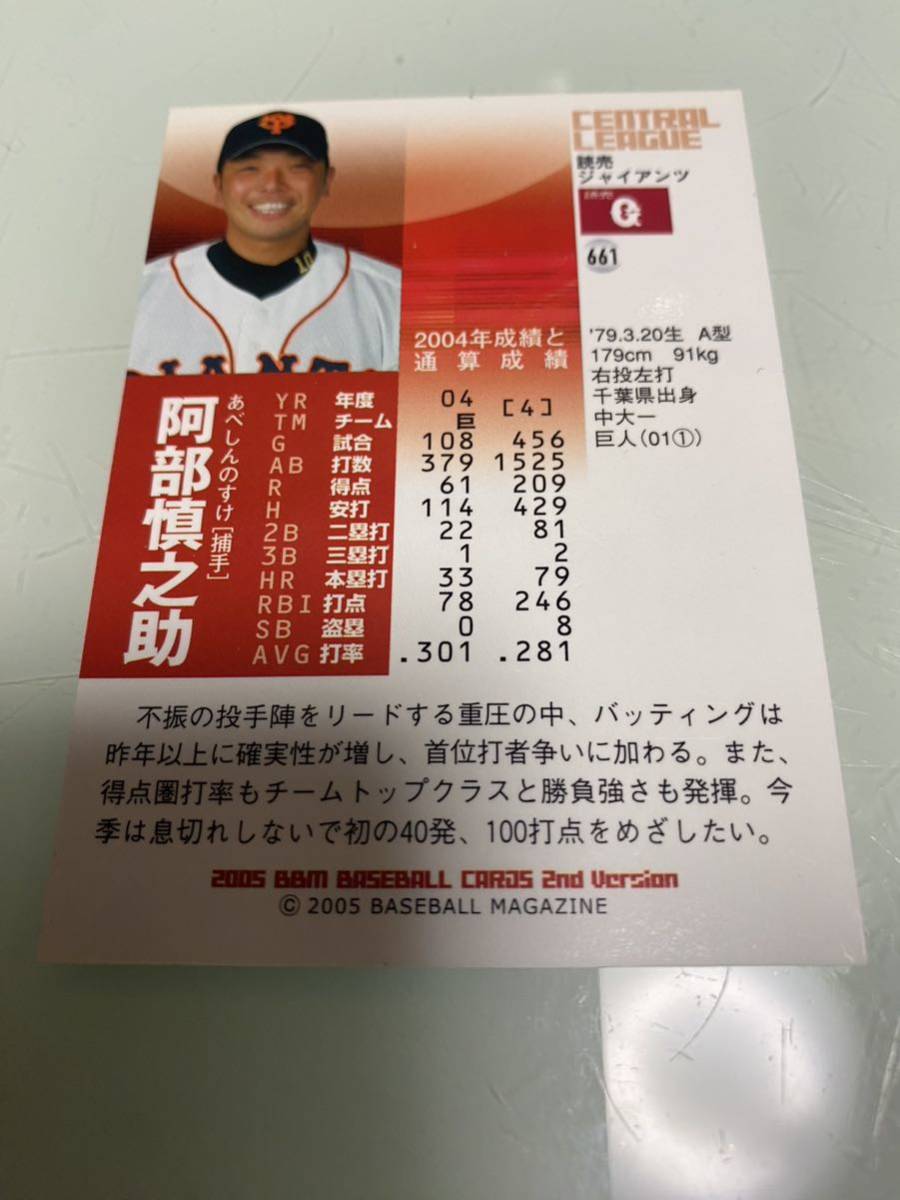 CENTRAL
LEAGUE
読売
ジャイアンツ
読売
G
661
'79.3.20生 A型
179cm 91kg
右投左打
千葉県出身
中大－
巨人(01①)
YG
10
GIANT
あべしんのすけ[捕手]
阿部慎之助
2004年成績と
通算成績
YR 年度 04 [4]
TM チーム 巨
G 試合 108 456
AB 打数 379 1525
R 得点 61 209
H 安打 114 429
2B 二塁打 22 81
3B 三塁打 1 2
HR 本塁打 33 79
RBI 打点 78 246
SB 盗塁 0 8
AVG 打率 .301 .281
不振の投手陣をリードする重圧の中、バッティングは
昨年以上に確実性が増し、首位打者争いに加わる。また、
得点圏打率もチームトップクラスと勝負強さも発揮。今
季は息切れしないで初の40発、100打点をめざしたい。
2005 BBM BASEBALL CARDS 2nd Version
© 2005 BASEBALL MAGAZINE